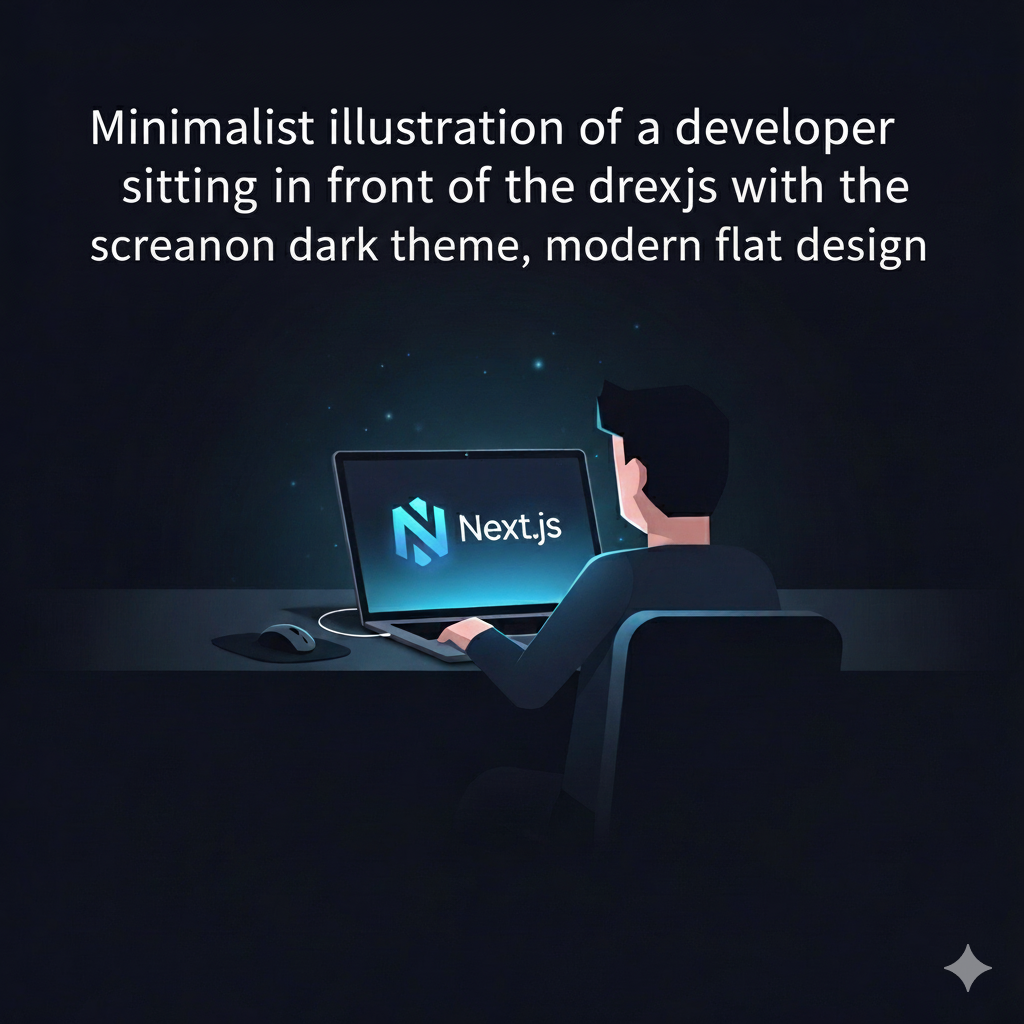 Minimalist illustration of a developer
sitting in front of the drexjs with the
screanon dark theme, modern flat design
Next.js